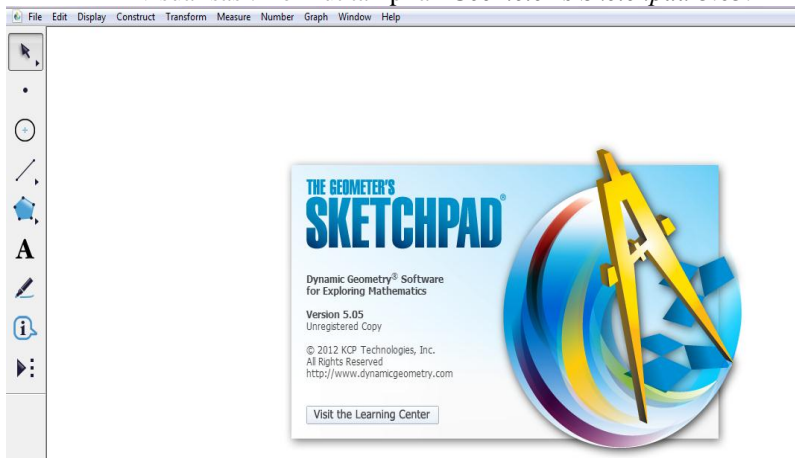 File Edit Display Construct Transform Measure Number Graph Window Help
A
THE GEOMETER'S
SKETCHPAD®
Dynamic Geometry® Software
for Exploring Mathematics
Version 5.05
Unregistered Copy
© 2012 KCP Technologies, Inc.
All Rights Reserved
http://www.dynamicgeometry.com
Visit the Learning Center